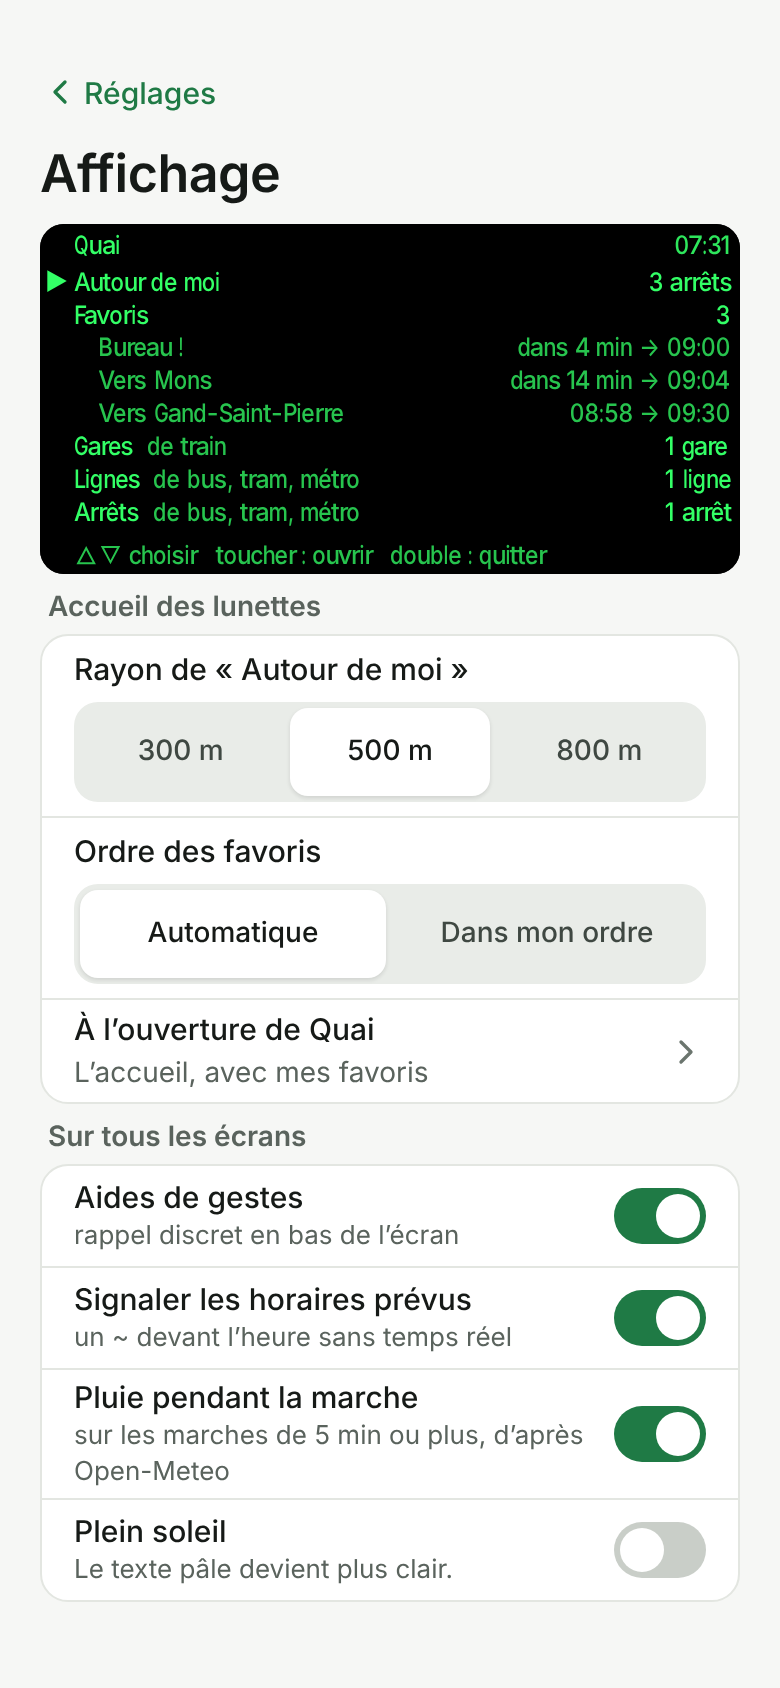 Réglages
Affichage
Quai 07:31
▶ Autour de moi 3 arrêts
Favoris 3
Bureau ! dans 4 min → 09:00
Vers Mons dans 14 min → 09:04
Vers Gand-Saint-Pierre 08:58 → 09:30
Gares de train 1 gare
Lignes de bus, tram, métro 1 ligne
Arrêts de bus, tram, métro 1 arrêt
△▽ choisir toucher : ouvrir double : quitter
Accueil des lunettes
Rayon de « Autour de moi »
300 m 500 m 800 m
Ordre des favoris
Automatique Dans mon ordre
À l’ouverture de Quai
L’accueil, avec mes favoris
Sur tous les écrans
Aides de gestes
rappel discret en bas de l’écran
Signaler les horaires prévus
un ~ devant l’heure sans temps réel
Pluie pendant la marche
sur les marches de 5 min ou plus, d’après
Open-Meteo
Plein soleil
Le texte pâle devient plus clair.